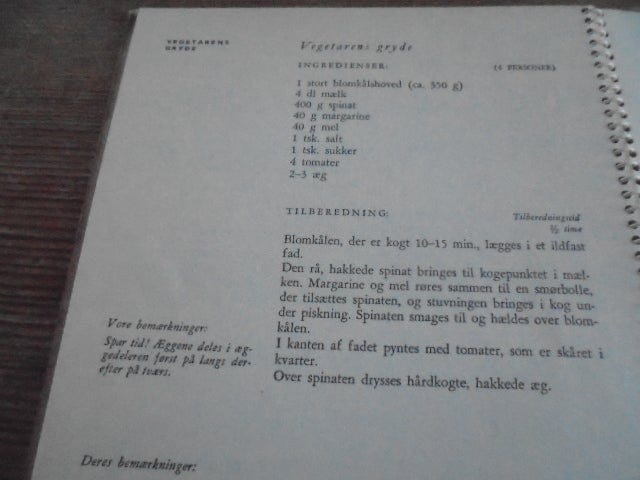 VEGETARENS
GRYDE
Vegetarens gryde
INGREDIENSER:
(4 PERSONER)
1 stort blomkålshoved (ca. 350 g)
4 dl mælk
400 g spinat
40 g margarine
40 g mel
1 tsk. salt
1 tsk. sukker
4 tomater
2–3 æg
TILBEREDNING:
Tilberedningstid
½ time
Blomkålen, der er kogt 10–15 min., lægges i et ildfast
fad.
Den rå, hakkede spinat bringes til kogepunktet i mæl-
ken. Margarine og mel røres sammen til en smørbolle,
der tilsættes spinaten, og stuvningen bringes i kog un-
der piskning. Spinaten smages til og hældes over blom-
kålen.
I kanten af fadet pyntes med tomater, som er skåret i
kvarter.
Over spinaten drysses hårdkogte, hakkede æg.
Vore bemærkninger:
Spar tid! Æggene deles i æg-
gedeleren først på langs der-
efter på tværs.
Deres bemærkninger: